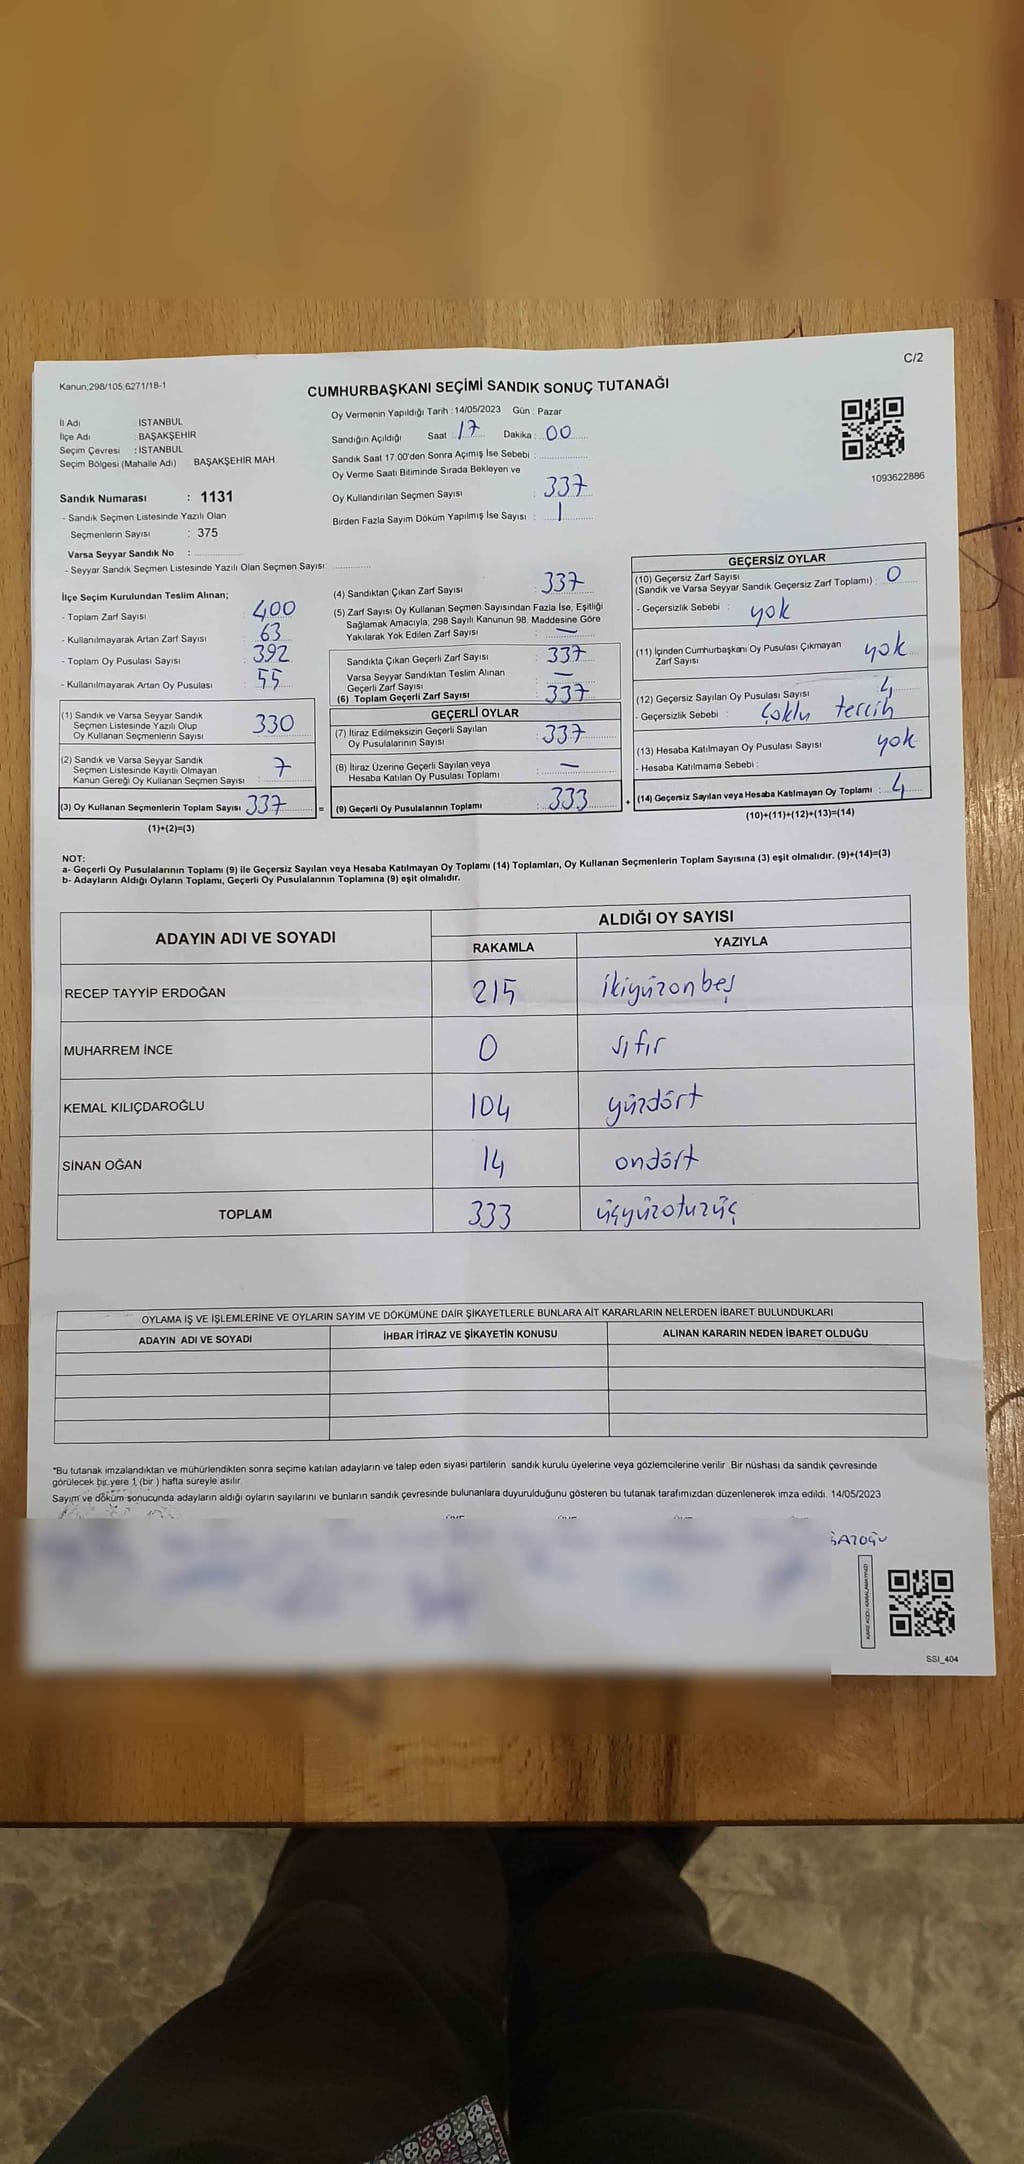 C/2
Kanun;298/105,6271/18-1
CUMHURBAŞKANI SEÇİMİ SANDIK SONUÇ TUTANAĞI
İl Adı : İSTANBUL
İlçe Adı : BAŞAKŞEHİR
Seçim Çevresi : İSTANBUL
Seçim Bölgesi (Mahalle Adı) : BAŞAKŞEHİR MAH.
Sandık Numarası : 1131
- Sandık Seçmen Listesinde Yazılı Olan
Seçmenlerin Sayısı : 375
Varsa Seyyar Sandık No :
- Seyyar Sandık Seçmen Listesinde Yazılı Olan Seçmen Sayısı:
Oy Vermenin Yapıldığı Tarih : 14/05/2023 Gün : Pazar
Sandığın Açıldığı Saat : 17 Dakika : 00
Sandık Saat 17:00'den Sonra Açımış İse Sebebi :
Oy Verme Saati Bitiminde Sırada Bekleyen ve
Oy Kullandırılan Seçmen Sayısı : 337
Birden Fazla Sayım Döküm Yapılmış İse Sayısı : 1
1093622886
İlçe Seçim Kurulundan Teslim Alınan;
- Toplam Zarf Sayısı : 400
- Kullanılmayarak Artan Zarf Sayısı : 63
- Toplam Oy Pusulası Sayısı : 392
- Kullanılmayarak Artan Oy Pusulası : 55
(1) Sandık ve Varsa Seyyar Sandık
Seçmen Listesinde Yazılı Olup
Oy Kullanan Seçmenlerin Sayısı : 330
(2) Sandık ve Varsa Seyyar Sandık
Seçmen Listesinde Kayıtlı Olmayan
Kanun Gereği Oy Kullanan Seçmen Sayısı : 7
(3) Oy Kullanan Seçmenlerin Toplam Sayısı : 337 =
(1)+(2)=(3)
(4) Sandıktan Çıkan Zarf Sayısı : 337
(5) Zarf Sayısı Oy Kullanan Seçmen Sayısından Fazla İse, Eşitliği
Sağlamak Amacıyla, 298 Sayılı Kanunun 98. Maddesine Göre
Yakılarak Yok Edilen Zarf Sayısı : —
Sandıkta Çıkan Geçerli Zarf Sayısı : 337
Varsa Seyyar Sandıktan Teslim Alınan
Geçerli Zarf Sayısı : —
(6) Toplam Geçerli Zarf Sayısı : 337
GEÇERLİ OYLAR
(7) İtiraz Edilmeksizin Geçerli Sayılan
Oy Pusulalarının Sayısı : 337
(8) İtiraz Üzerine Geçerli Sayılan veya
Hesaba Katılan Oy Pusulası Toplamı : —
(9) Geçerli Oy Pusulalarının Toplamı : 333 +
GEÇERSİZ OYLAR
(10) Geçersiz Zarf Sayısı
(Sandık ve Varsa Seyyar Sandık Geçersiz Zarf Toplamı) : 0
- Geçersizlik Sebebi : yok
(11) İçinden Cumhurbaşkanı Oy Pusulası Çıkmayan
Zarf Sayısı yok
(12) Geçersiz Sayılan Oy Pusulası Sayısı : 4
- Geçersizlik Sebebi : Çoklu tercih
(13) Hesaba Katılmayan Oy Pusulası Sayısı yok
- Hesaba Katılmama Sebebi :
(14) Geçersiz Sayılan veya Hesaba Katılmayan Oy Toplamı : 4
(10)+(11)+(12)+(13)=(14)
NOT:
a- Geçerli Oy Pusulalarının Toplamı (9) ile Geçersiz Sayılan veya Hesaba Katılmayan Oy Toplamı (14) Toplamları, Oy Kullanan Seçmenlerin Toplam Sayısına (3) eşit olmalıdır. (9)+(14)=(3)
b- Adayların Aldığı Oyların Toplamı, Geçerli Oy Pusulalarının Toplamına (9) eşit olmalıdır.
ADAYIN ADI VE SOYADI
ALDIĞI OY SAYISI
RAKAMLA YAZIYLA
RECEP TAYYİP ERDOĞAN 215 ikiyüzonbeş
MUHARREM İNCE 0 sıfır
KEMAL KILIÇDAROĞLU 104 yüzdört
SİNAN OĞAN 14 ondört
TOPLAM 333 üçyüzotuzüç
OYLAMA İŞ VE İŞLEMLERİNE VE OYLARIN SAYIM VE DÖKÜMÜNE DAİR ŞİKAYETLERLE BUNLARA AİT KARARLARIN NELERDEN İBARET BULUNDUKLARI
ADAYIN ADI VE SOYADI İHBAR İTİRAZ VE ŞİKAYETİN KONUSU ALINAN KARARIN NEDEN İBARET OLDUĞU
*Bu tutanak imzalandıktan ve mühürlendikten sonra seçime katılan adayların ve talep eden siyasi partilerin sandık kurulu üyelerine veya gözlemcilerine verilir. Bir nüshası da sandık çevresinde
görülecek bir yere 1 (bir ) hafta süreyle asılır.
Sayım ve döküm sonucunda adayların aldığı oyların sayılarını ve bunların sandık çevresinde bulunanlara duyurulduğunu gösteren bu tutanak tarafımızdan düzenlenerek imza edildi. 14/05/2023
SSI_404